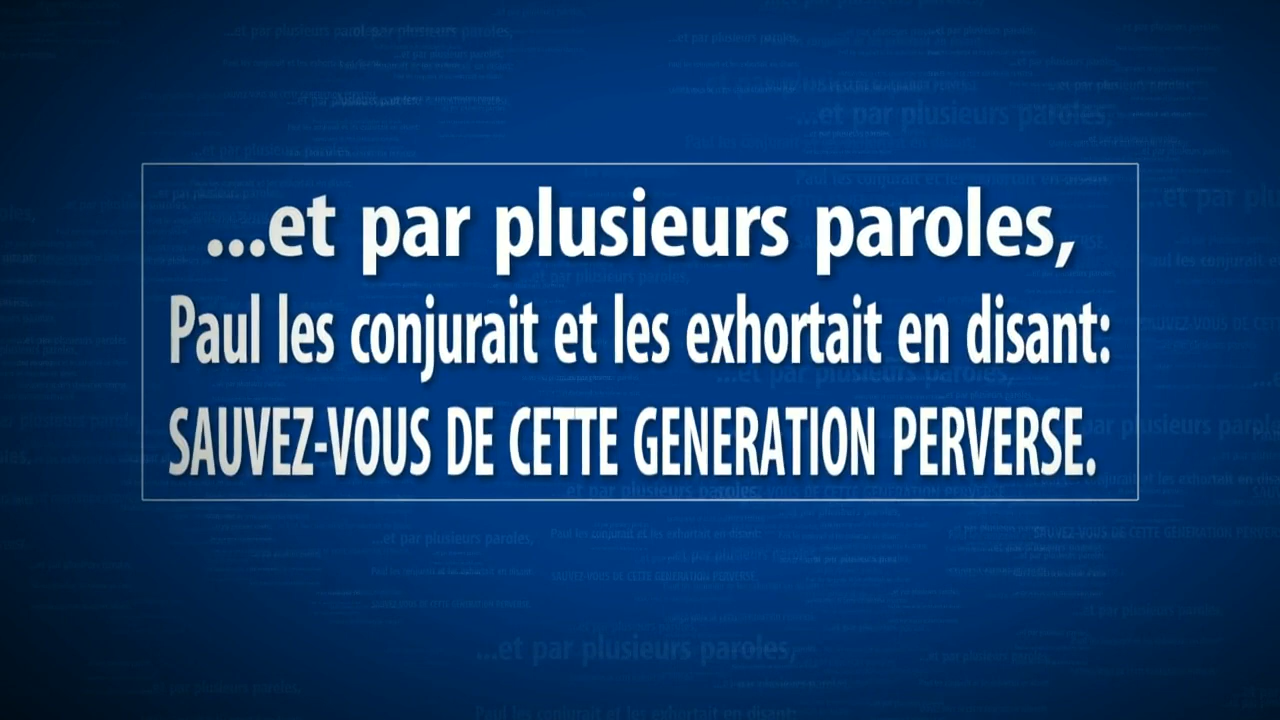 ...et par plusieurs paroles,
Paul les conjurait et les exhortait en disant:
SAUVEZ-VOUS DE CETTE GENERATION PERVERSE.